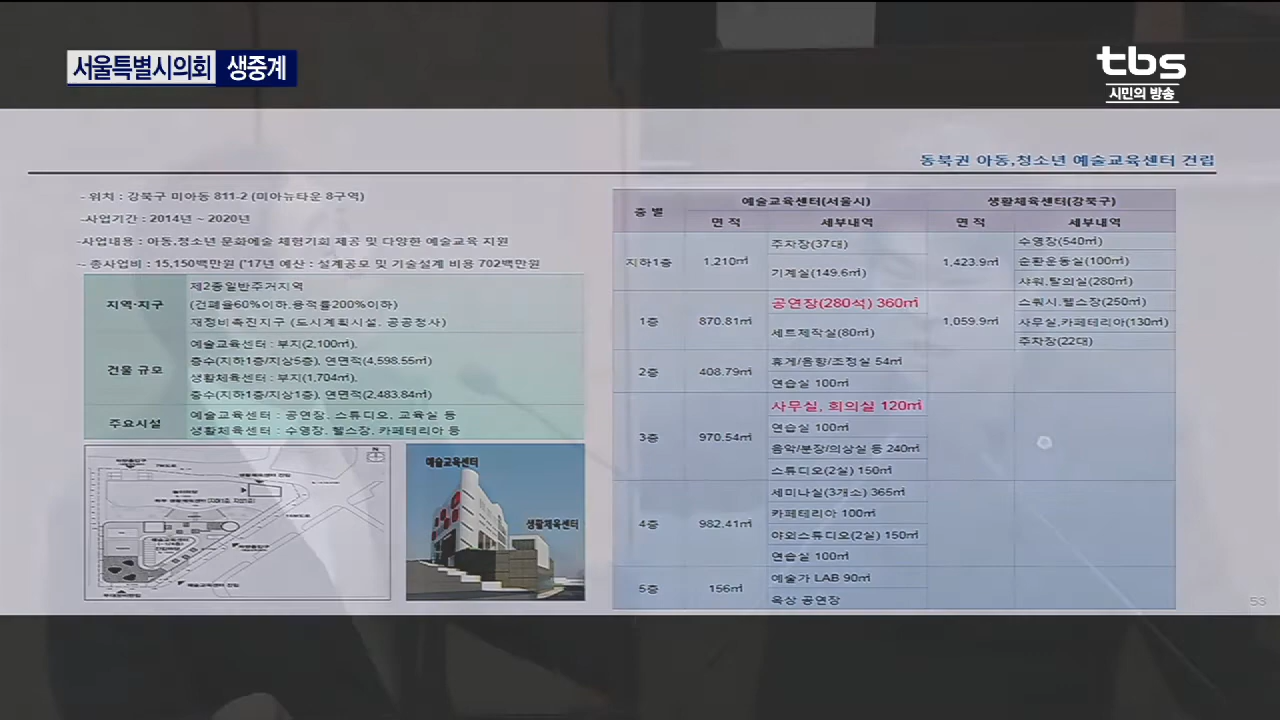 서울특별시의회 생중계
tbs
시민의 방송
동북권 아동,청소년 예술교육센터 건립
- 위치 : 강북구 미아동 811-2 (미아뉴타운 8구역)
-사업기간 : 2014년 ~ 2020년
-사업내용 : 아동,청소년 문화예술 체험기회 제공 및 다양한 예술교육 지원
- 총사업비 : 15,150백만원 ('17년 예산 : 설계공모 및 기술설계 비용 702백만원
지역·지구
제2종일반주거지역
(건폐율60%이하,용적률200%이하)
재정비촉진지구 (도시계획시설, 공공청사)
건물 규모
예술교육센터 : 부지(2,100㎡),
층수(지하1층/지상5층), 연면적(4,598.55㎡)
생활체육센터 : 부지(1,704㎡),
층수(지하1층/지상1층), 연면적(2,483.84㎡)
주요시설
예술교육센터 : 공연장, 스튜디오, 교육실 등
생활체육센터 : 수영장, 헬스장, 카페테리아 등
예술교육센터
생활체육센터
층 별 예술교육센터(서울시) 생활체육센터(강북구)
면 적 세부내역 면 적 세부내역
지하1층 1,210㎡ 주차장(37대) 1,423.9㎡ 수영장(540㎡)
순환운동실(100㎡)
기계실(149.6㎡)
샤워,탈의실(280㎡)
1층 870.81㎡ 공연장(280석) 360㎡ 1,059.9㎡ 스쿼시,헬스장(250㎡)
사무실,카페테리아(130㎡)
세트제작실(80㎡)
주차장(22대)
2층 408.79㎡ 휴게/음향/조정실 54㎡
연습실 100㎡
3층 970.54㎡ 사무실, 회의실 120㎡
연습실 100㎡
음악/분장/의상실 등 240㎡
스튜디오(2실) 150㎡
4층 982.41㎡ 세미나실(3개소) 365㎡
카페테리아 100㎡
야외스튜디오(2실) 150㎡
연습실 100㎡
5층 156㎡ 예술가 LAB 90㎡
옥상 공연장
53